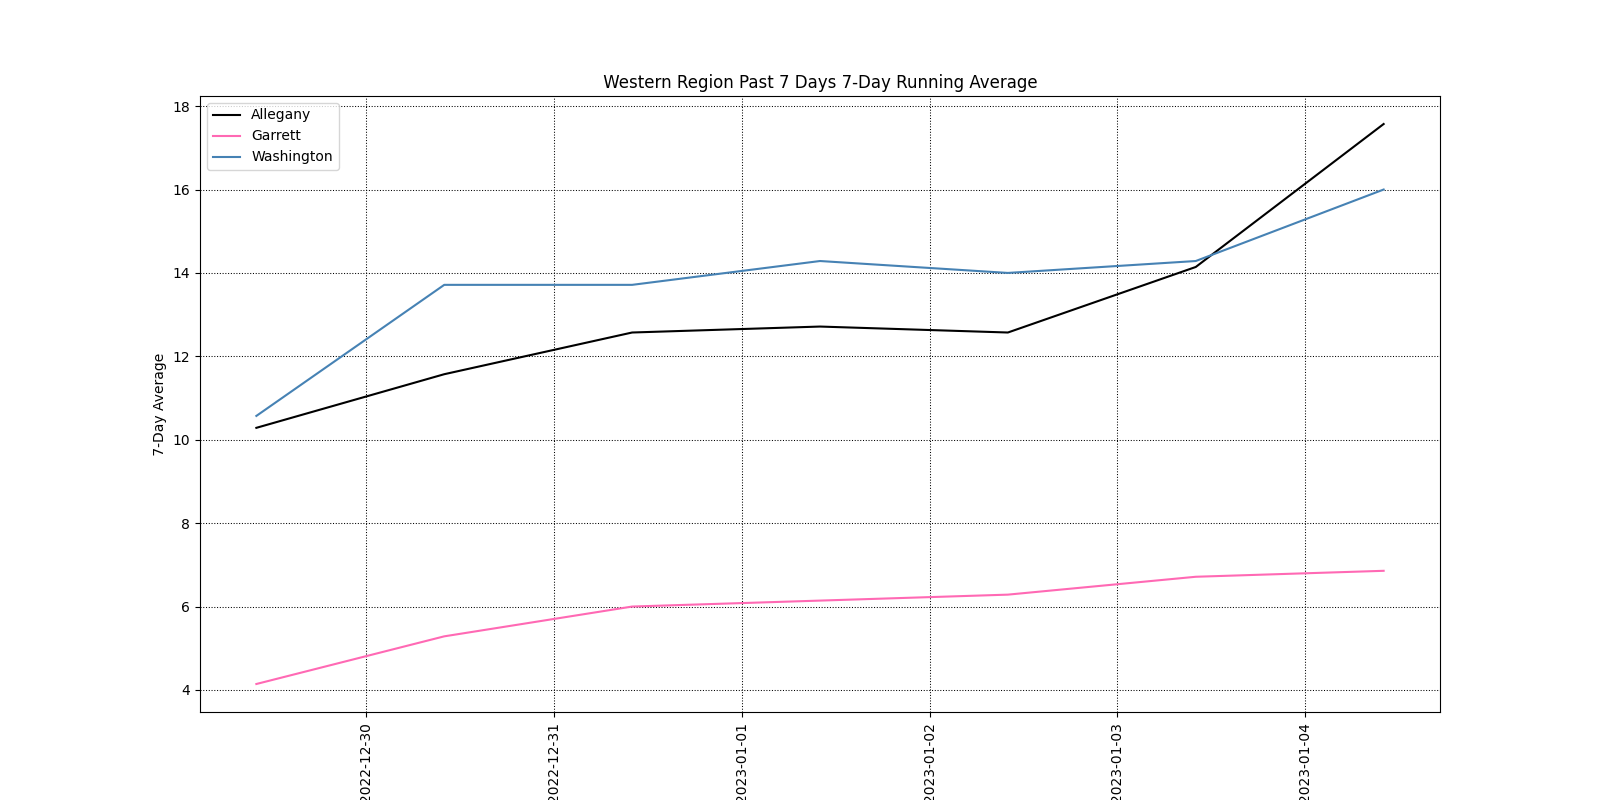 Western Region Past 7 Days 7-Day Running Average
Allegany
Garrett
Washington
7-Day Average
18
16
14
12
10
8
6
4
2022-12-30
2022-12-31
2023-01-01
2023-01-02
2023-01-03
2023-01-04